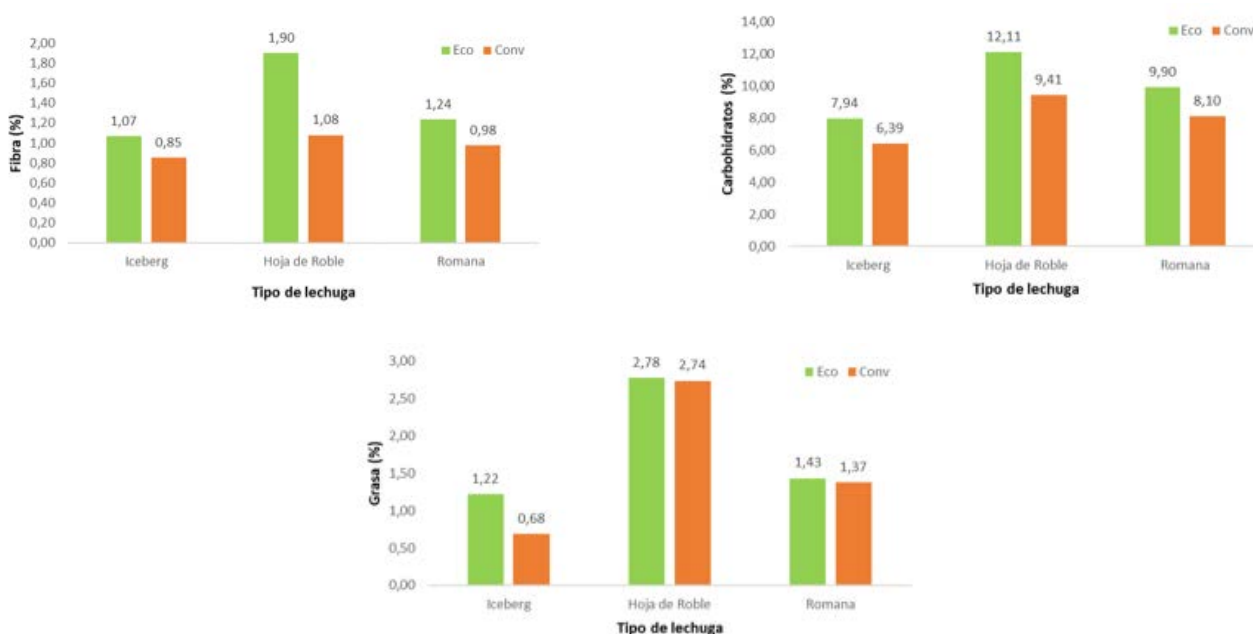 2,00
1,80
1,60
1,40
1,20
1,00
0,80
0,60
0,40
0,20
0,00
Fibra (%)
1,07
0,85
1,90
1,08
1,24
0,98
Eco
Conv
Iceberg
Hoja de Roble
Romana
Tipo de lechuga
14,00
12,00
10,00
8,00
6,00
4,00
2,00
0,00
Carbohidratos (%)
7,94
6,39
12,11
9,41
9,90
8,10
Eco
Conv
Iceberg
Hoja de Roble
Romana
Tipo de lechuga
3,00
2,50
2,00
1,50
1,00
0,50
0,00
Grasa (%)
1,22
0,68
2,78
2,74
1,43
1,37
Eco
Conv
Iceberg
Hoja de Roble
Romana
Tipo de lechuga